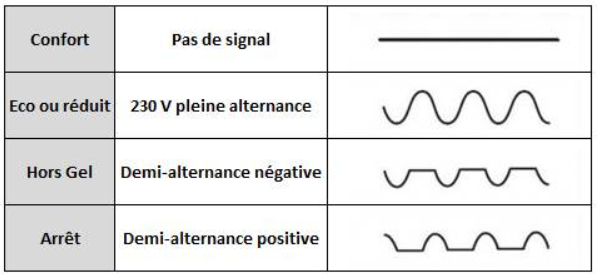 Confort Pas de signal
Eco ou réduit 230 V pleine alternance
Hors Gel Demi-alternance négative
Arrêt Demi-alternance positive